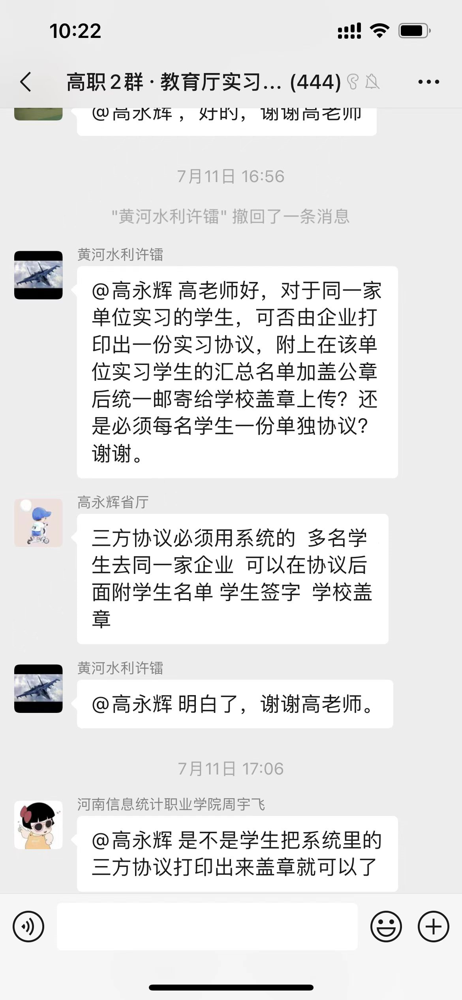 10:22
高职2群·教育厅实习... (444)
@高永辉 ，好的，谢谢高老师
7月11日 16:56
"黄河水利许镭" 撤回了一条消息
黄河水利许镭
@高永辉 高老师好，对于同一家
单位实习的学生，可否由企业打
印出一份实习协议，附上在该单
位实习学生的汇总名单加盖公章
后统一邮寄给学校盖章上传？还
是必须每名学生一份单独协议？
谢谢。
高永辉省厅
三方协议必须用系统的 多名学
生去同一家企业 可以在协议后
面附学生名单 学生签字 学校盖
章
黄河水利许镭
@高永辉 明白了，谢谢高老师。
7月11日 17:06
河南信息统计职业学院周宇飞
@高永辉 是不是学生把系统里的
三方协议打印出来盖章就可以了